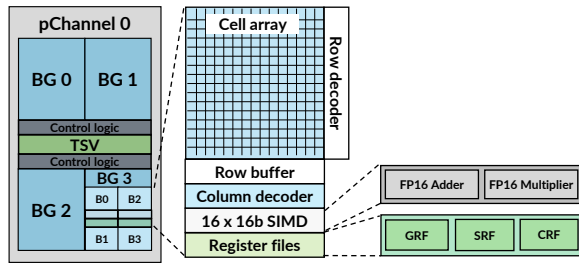 pChannel 0
BG 0
BG 1
Control logic
TSV
Control logic
BG 2
BG 3
B0
B2
B1
B3
Cell array
Row decoder
Row buffer
Column decoder
16 x 16b SIMD
Register files
FP16 Adder
FP16 Multiplier
GRF
SRF
CRF